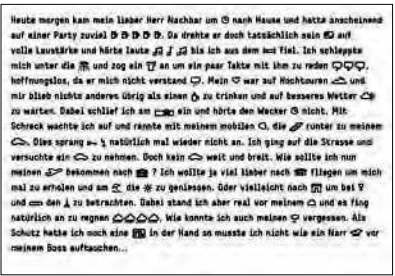 Heute morgen kam mein lieber Herr Nachbar um nach Hause und hatte anscheinend
auf einer Party zuviel Da drehte er doch tatsächlich sein auf
volle Lautstärke und hörte laute bis ich aus dem fiel. Ich schleppte
mich unter die und zog ein an um ein paar Takte mit ihm zu reden
hoffnungslos, da er mich nicht verstand Mein war auf Hochtouren und
mir blieb nichts anderes übrig als einen zu trinken und auf besseres Wetter
zu warten. Dabei schlief ich am ein und hörte den Wecker nicht. Mit
Schreck wachte ich auf und rannte mit meinem mobilen die runter zu meinem
Dies sprang natürlich mal wieder nicht an. Ich ging auf die Strasse und
versuchte ein zu nehmen. Doch kein weit und breit. Wie sollte ich nun
meinen bekommen nach ? Ich wollte ja viel lieber nach fliegen um mich
mal zu erholen und am die zu geniessen. Oder vielleicht nach um bei
und den zu betrachten. Dabei stand ich aber real vor meinem und es fing
natürlich an zu regnen Wie konnte ich auch meinen vergessen. Als
Schutz hatte ich noch eine in der Hand so musste ich nicht wie ein Narr vor
meinem Boss auftauchen...